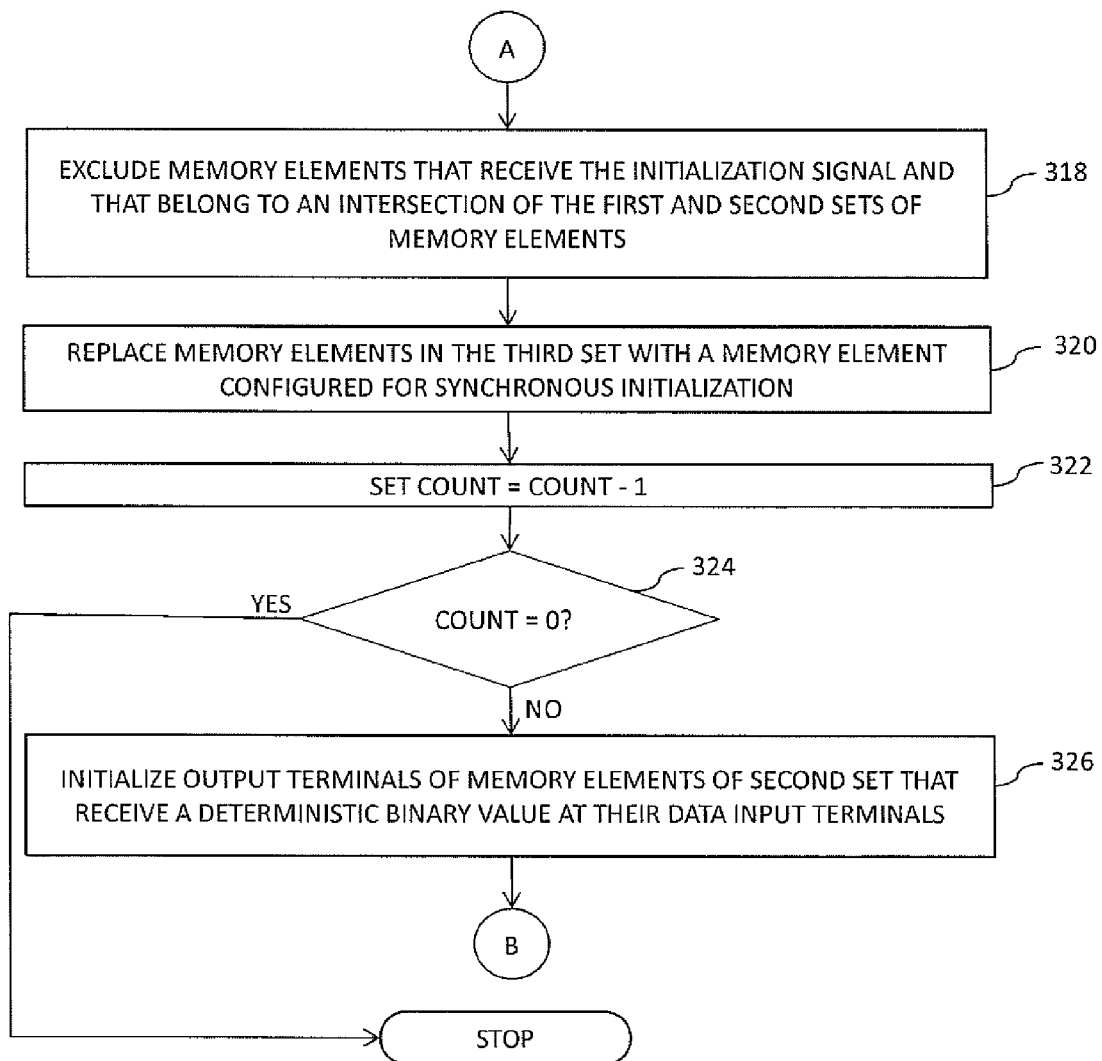 A
EXCLUDE MEMORY ELEMENTS THAT RECEIVE THE INITIALIZATION SIGNAL AND
THAT BELONG TO AN INTERSECTION OF THE FIRST AND SECOND SETS OF
MEMORY ELEMENTS
318
REPLACE MEMORY ELEMENTS IN THE THIRD SET WITH A MEMORY ELEMENT
CONFIGURED FOR SYNCHRONOUS INITIALIZATION
320
SET COUNT = COUNT - 1
322
324
COUNT = 0?
YES
NO
INITIALIZE OUTPUT TERMINALS OF MEMORY ELEMENTS OF SECOND SET THAT
RECEIVE A DETERMINISTIC BINARY VALUE AT THEIR DATA INPUT TERMINALS
326
B
STOP